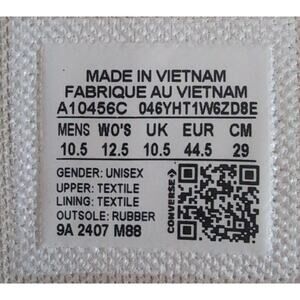 MADE IN VIETNAM
FABRIQUE AU VIETNAM
A10456C 046YHT1W6ZD8E
MENS WO'S UK EUR CM
10.5 12.5 10.5 44.5 29
GENDER: UNISEX
UPPER: TEXTILE
LINING: TEXTILE
OUTSOLE: RUBBER
9A 2407 M88
CONVERSE